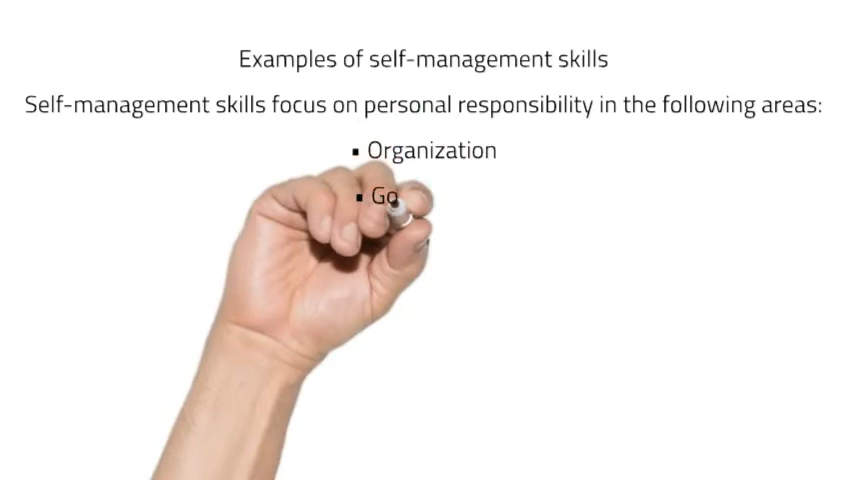 Examples of self-management skills
Self-management skills focus on personal responsibility in the following areas:
▪ Organization
▪ Go